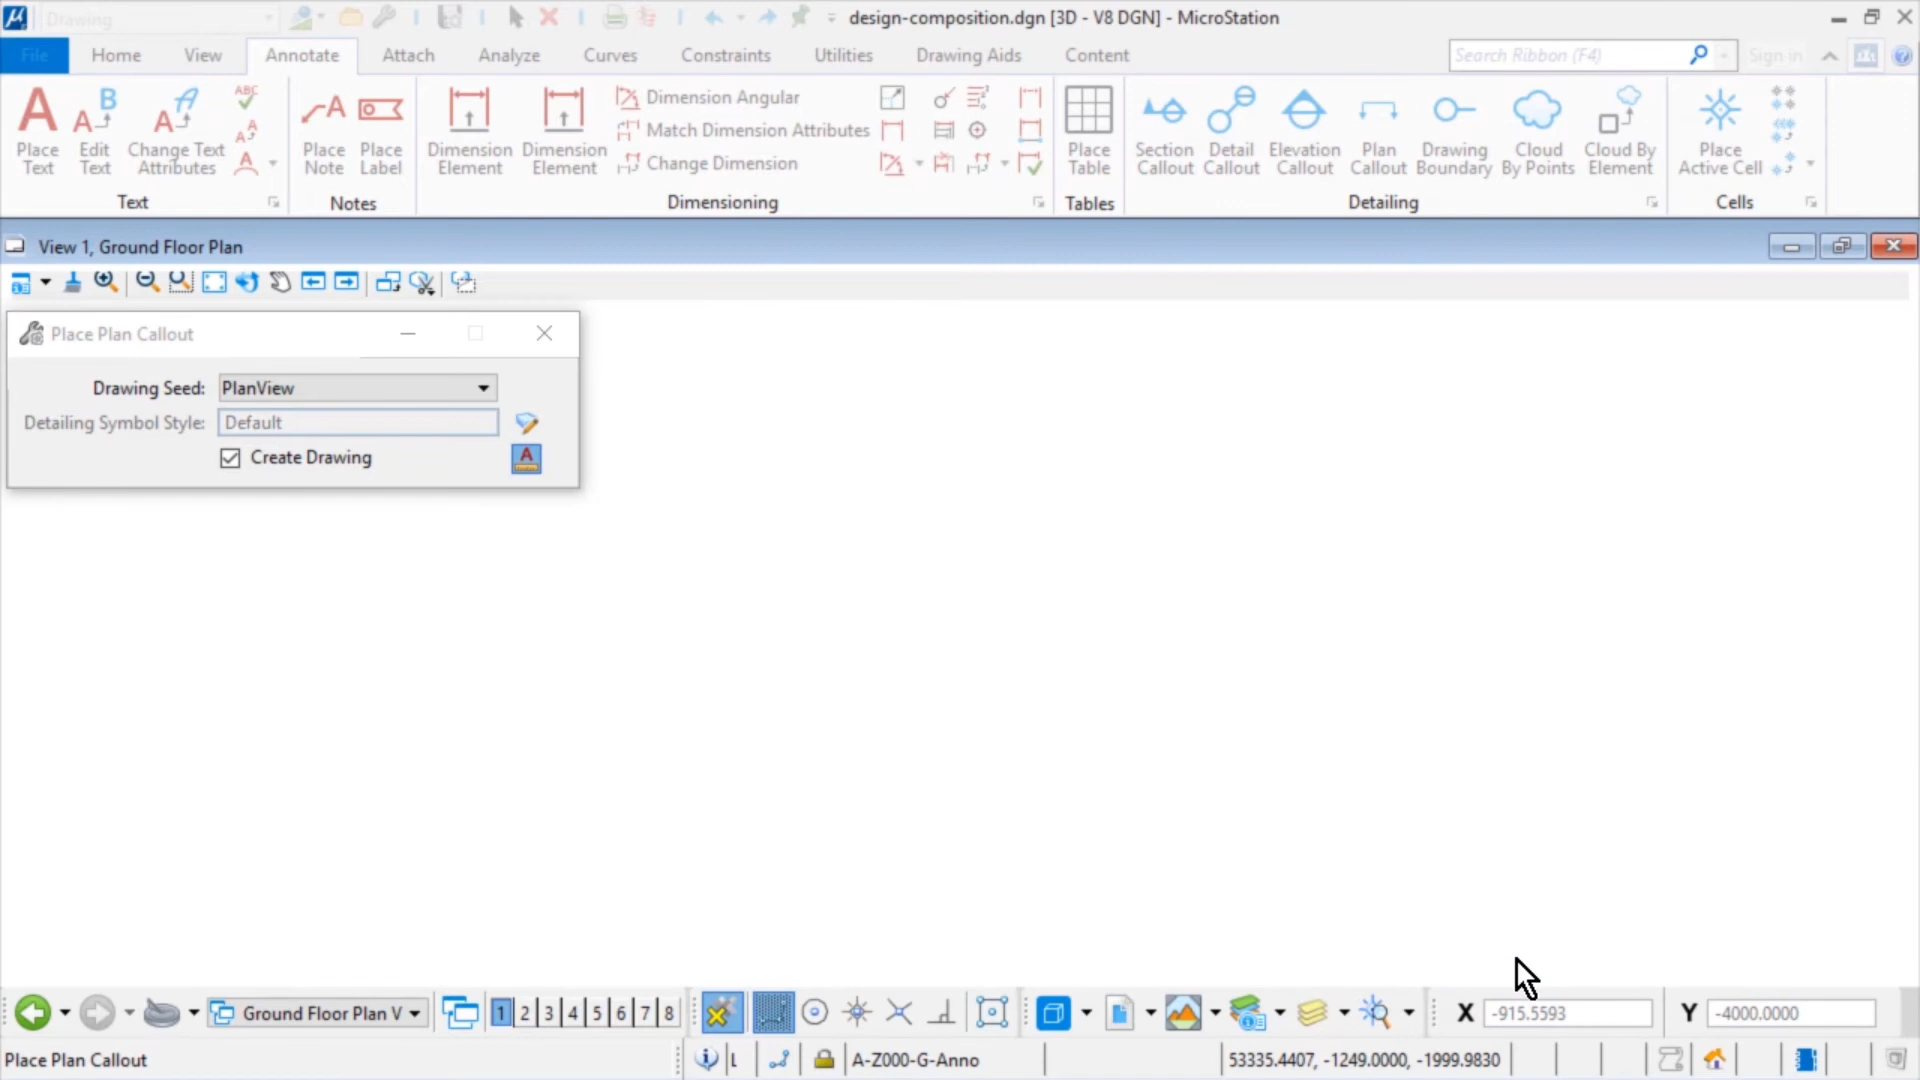 Drawing
design-composition.dgn [3D - V8 DGN] - MicroStation
File Home View Annotate Attach Analyze Curves Constraints Utilities Drawing Aids Content Search Ribbon (F4) Sign in
Place Text
Edit Text
Change Text Attributes
ABC
Text
Place Note
Place Label
Notes
Dimension Element
Dimension Element
Dimension Angular
Match Dimension Attributes
Change Dimension
Dimensioning
Place Table
Tables
Section Callout
Detail Callout
Elevation Callout
Plan Callout
Drawing Boundary
Cloud By Points
Cloud By Element
Detailing
Place Active Cell
Cells
View 1, Ground Floor Plan
Place Plan Callout
Drawing Seed: PlanView
Detailing Symbol Style: Default
Create Drawing
Ground Floor Plan V 1 2 3 4 5 6 7 8 X -915.5593 Y -4000.0000
Place Plan Callout L A-Z000-G-Anno 53335.4407, -1249.0000, -1999.9830